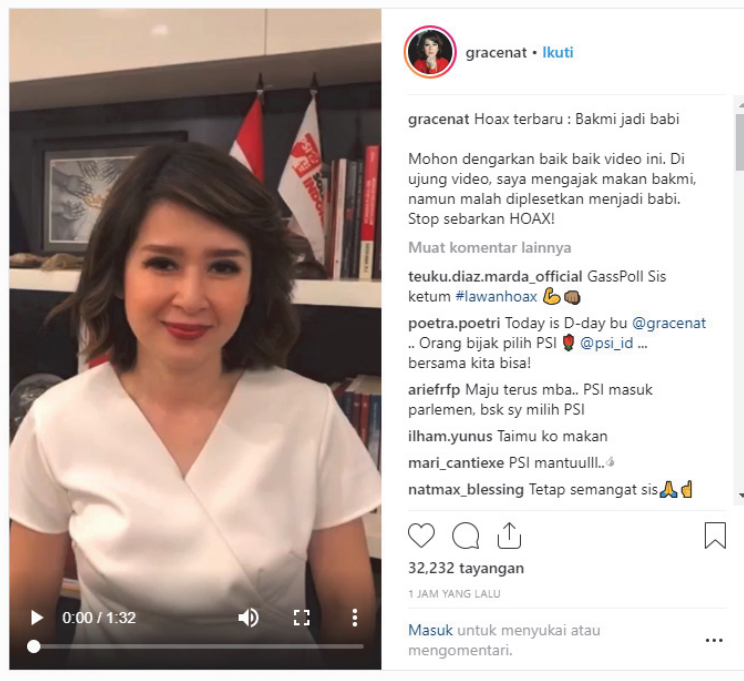 gracenat • Ikuti
gracenat Hoax terbaru : Bakmi jadi babi
Mohon dengarkan baik baik video ini. Di
ujung video, saya mengajak makan bakmi,
namun malah diplesetkan menjadi babi.
Stop sebarkan HOAX!
Muat komentar lainnya
teuku.diaz.marda_official GassPoll Sis
ketum #lawanhoax 💪👊🏾
poetra.poetri Today is D-day bu @gracenat
.. Orang bijak pilih PSI 🌹 @psi_id ...
bersama kita bisa!
ariefrfp Maju terus mba.. PSI masuk
parlemen, bsk sy milih PSI
ilham.yunus Taimu ko makan
mari_cantiexe PSI mantuulll..
natmax_blessing Tetap semangat sis🙏☝
32,232 tayangan
1 JAM YANG LALU
Masuk untuk menyukai atau
mengomentari.
0:00 / 1:32